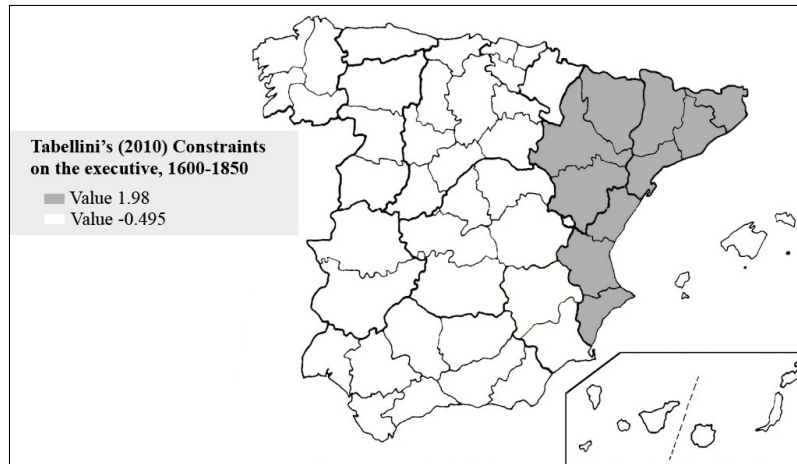 Tabellini's (2010) Constraints
on the executive, 1600-1850
Value 1.98
Value -0.495